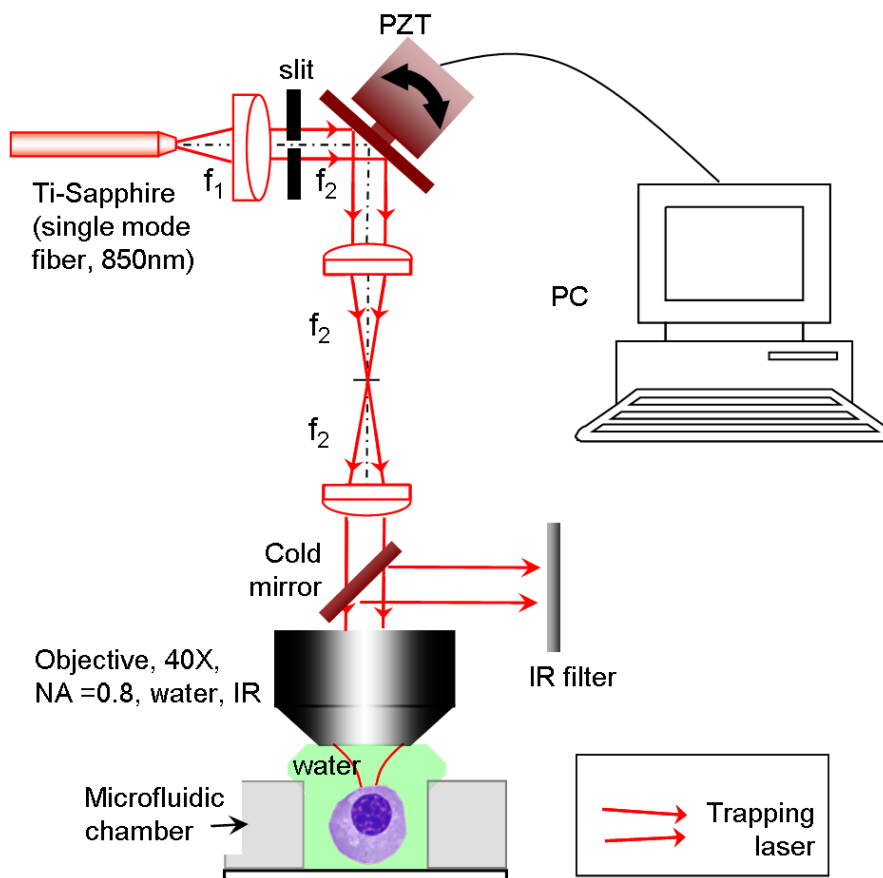 PZT
slit
f1
f2
Ti-Sapphire
(single mode
fiber, 850nm)
f2
PC
f2
Cold
mirror
IR filter
Objective, 40X,
NA =0.8, water, IR
water
Microfluidic
chamber
Trapping
laser